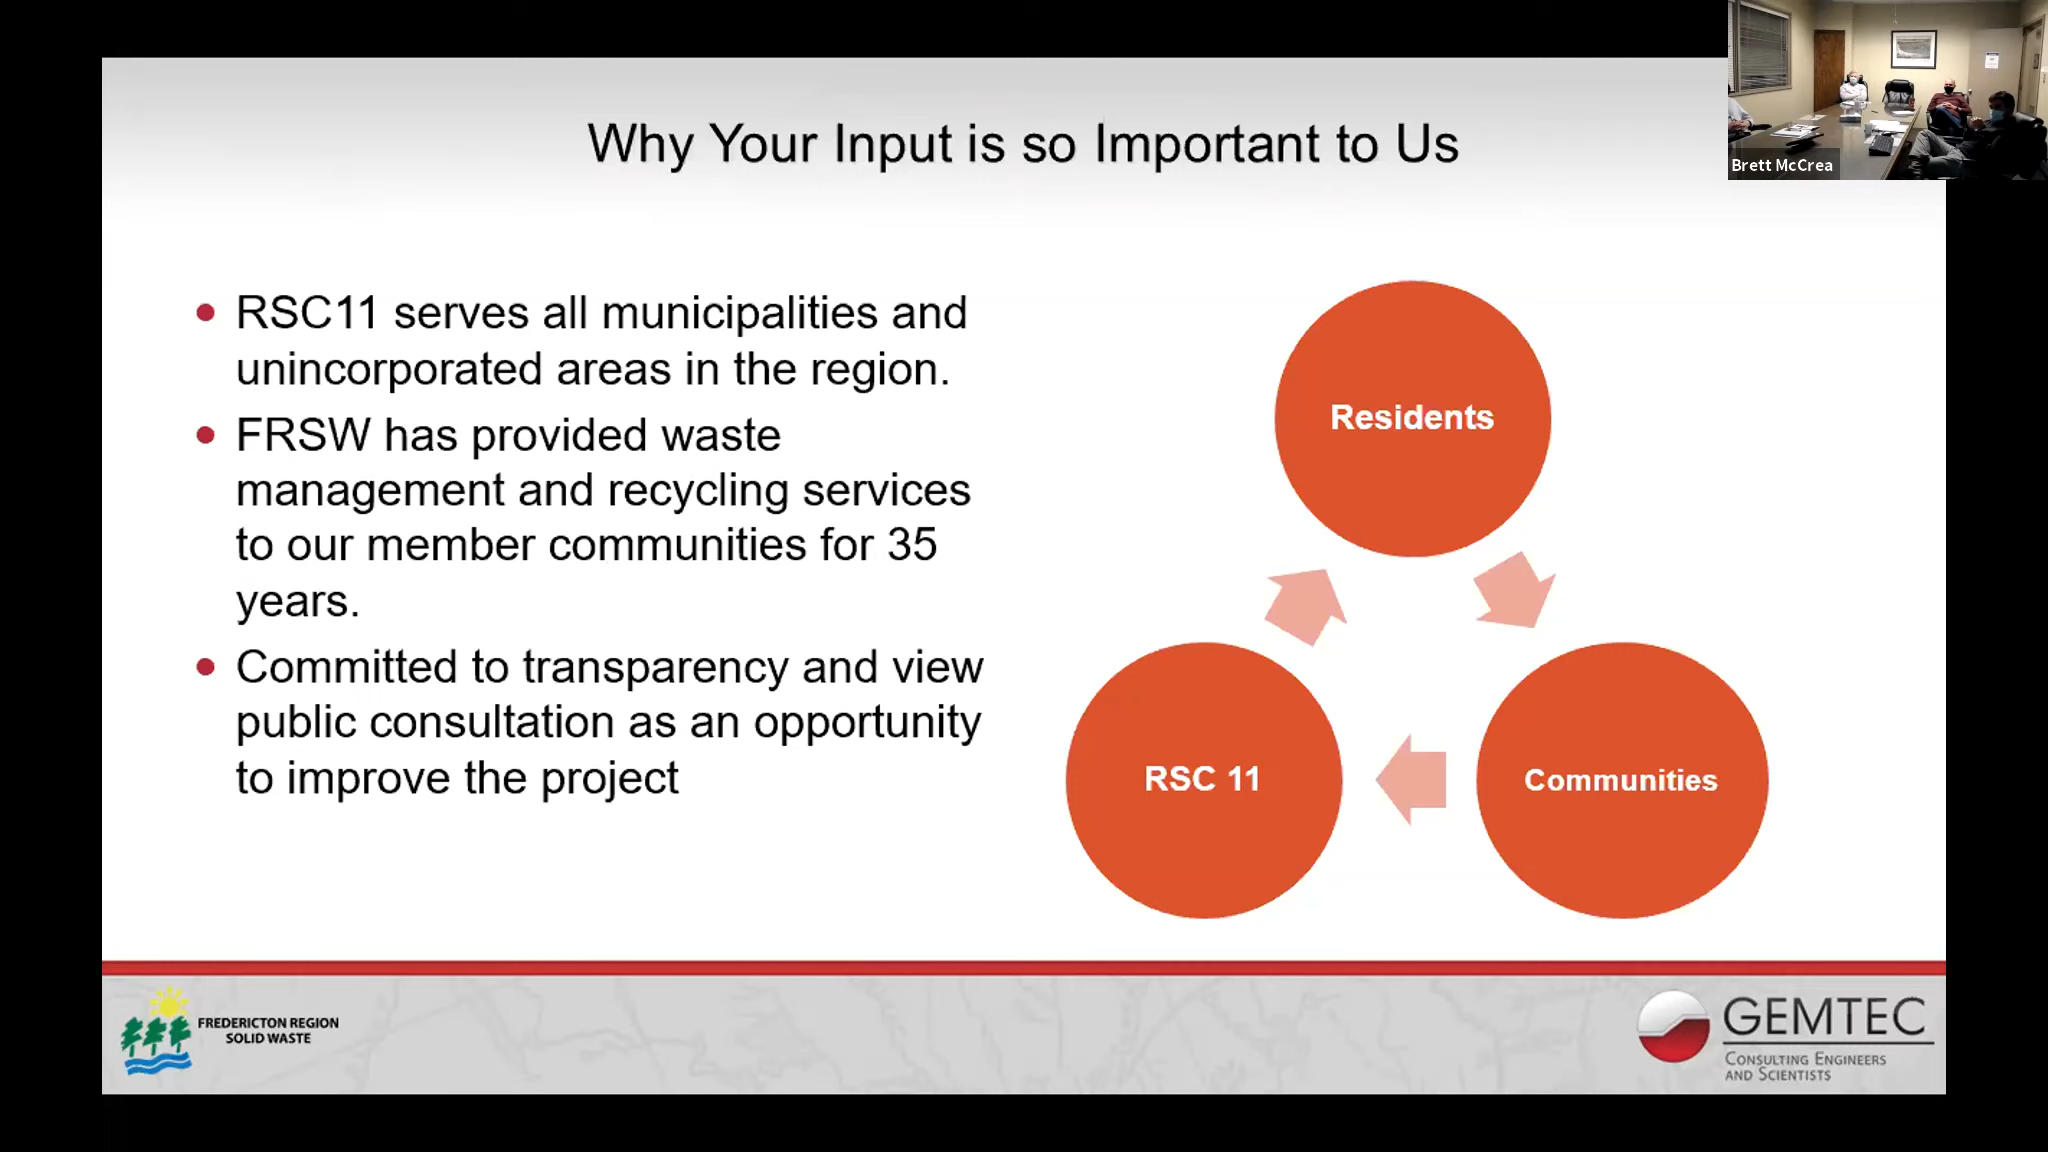 Why Your Input is so Important to Us
Brett McCrea
RSC11 serves all municipalities and
unincorporated areas in the region.
FRSW has provided waste
management and recycling services
to our member communities for 35
years.
Committed to transparency and view
public consultation as an opportunity
to improve the project
Residents
Communities
RSC 11
FREDERICTON REGION
SOLID WASTE
GEMTEC
CONSULTING ENGINEERS
AND SCIENTISTS